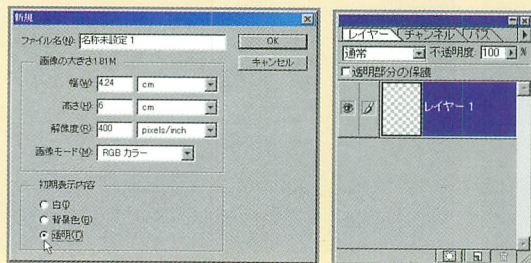 新規
ファイル名(N): 名称未設定 1
OK
キャンセル
画像の大きさ1.81M
幅(W): 4.24 cm
高さ(H): 6 cm
解像度(R): 400 pixels/inch
画像モード(M): RGB カラー
初期表示内容
白(I)
背景色(B)
透明(T)
レイヤー チャンネル パス
通常 不透明度: 100 %
透明部分の保護
レイヤー 1